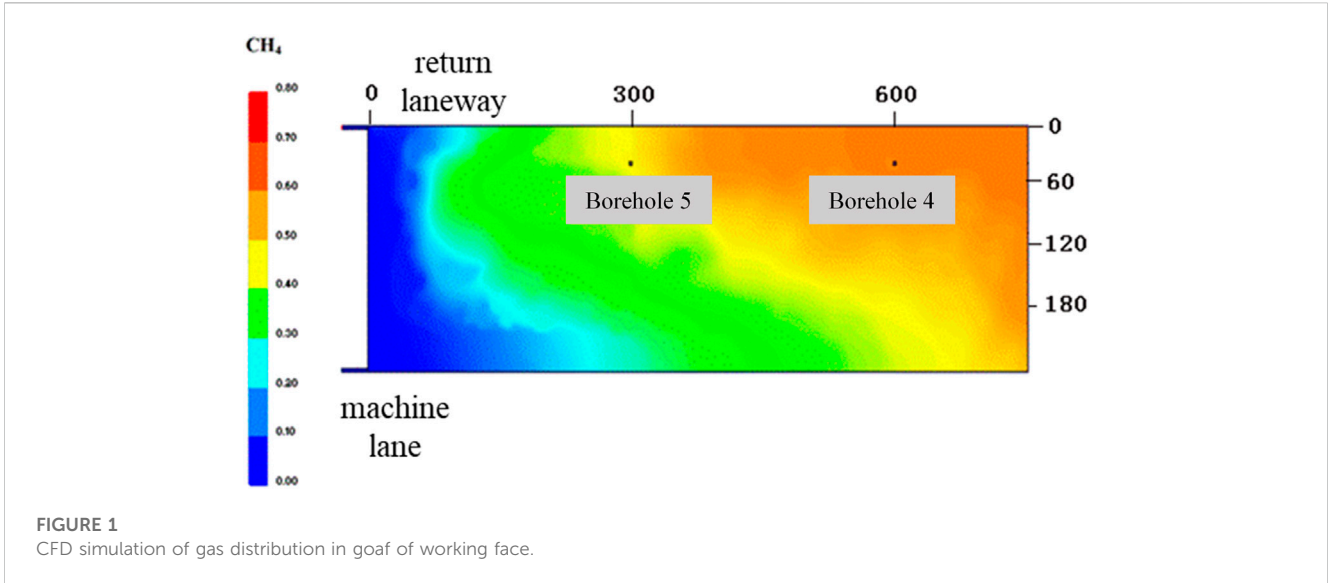 CH₄
0.80
0.70
0.60
0.50
0.40
0.30
0.20
0.10
0.00
return
laneway
0 300 600
0
60
120
180
Borehole 5 Borehole 4
machine
lane
FIGURE 1
CFD simulation of gas distribution in goaf of working face.